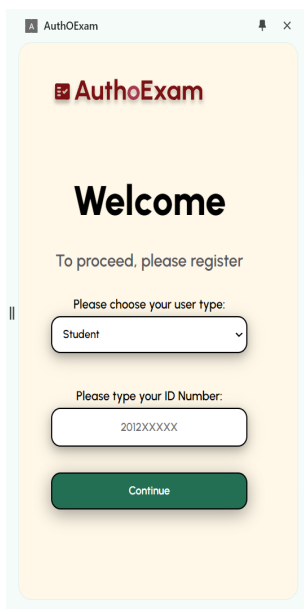 A AuthOExam
AuthoExam
Welcome
To proceed, please register
Please choose your user type:
Student
Please type your ID Number:
2012XXXXX
Continue